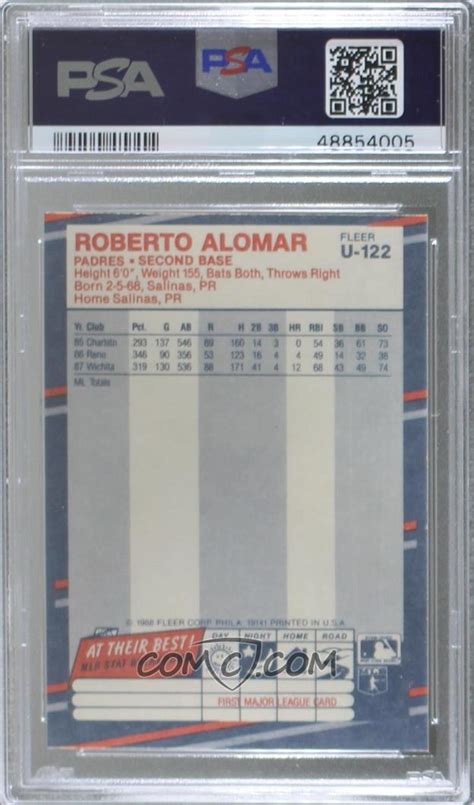 PSA PSA
48854005
ROBERTO ALOMAR FLEER
PADRES • SECOND BASE U-122
Height 6'0", Weight 155, Bats Both, Throws Right
Born 2-5-68, Salinas, PR
Home Salinas, PR
Yr. Club Pct. G AB R H 2B 3B HR RBI SB BB SO
85 Charlstn 293 137 546 89 160 14 3 0 54 36 61 73
86 Reno 346 90 356 53 123 16 4 4 49 14 32 38
87 Wichita 319 130 536 88 171 41 4 12 68 43 49 74
ML Totals
© 1988 FLEER CORP. PHILA. 19141 PRINTED IN U.S.A.
AT THEIR BEST! DAY NIGHT HOME ROAD
MLB STAT
COMC.COM
FIRST MAJOR LEAGUE CARD
PSA